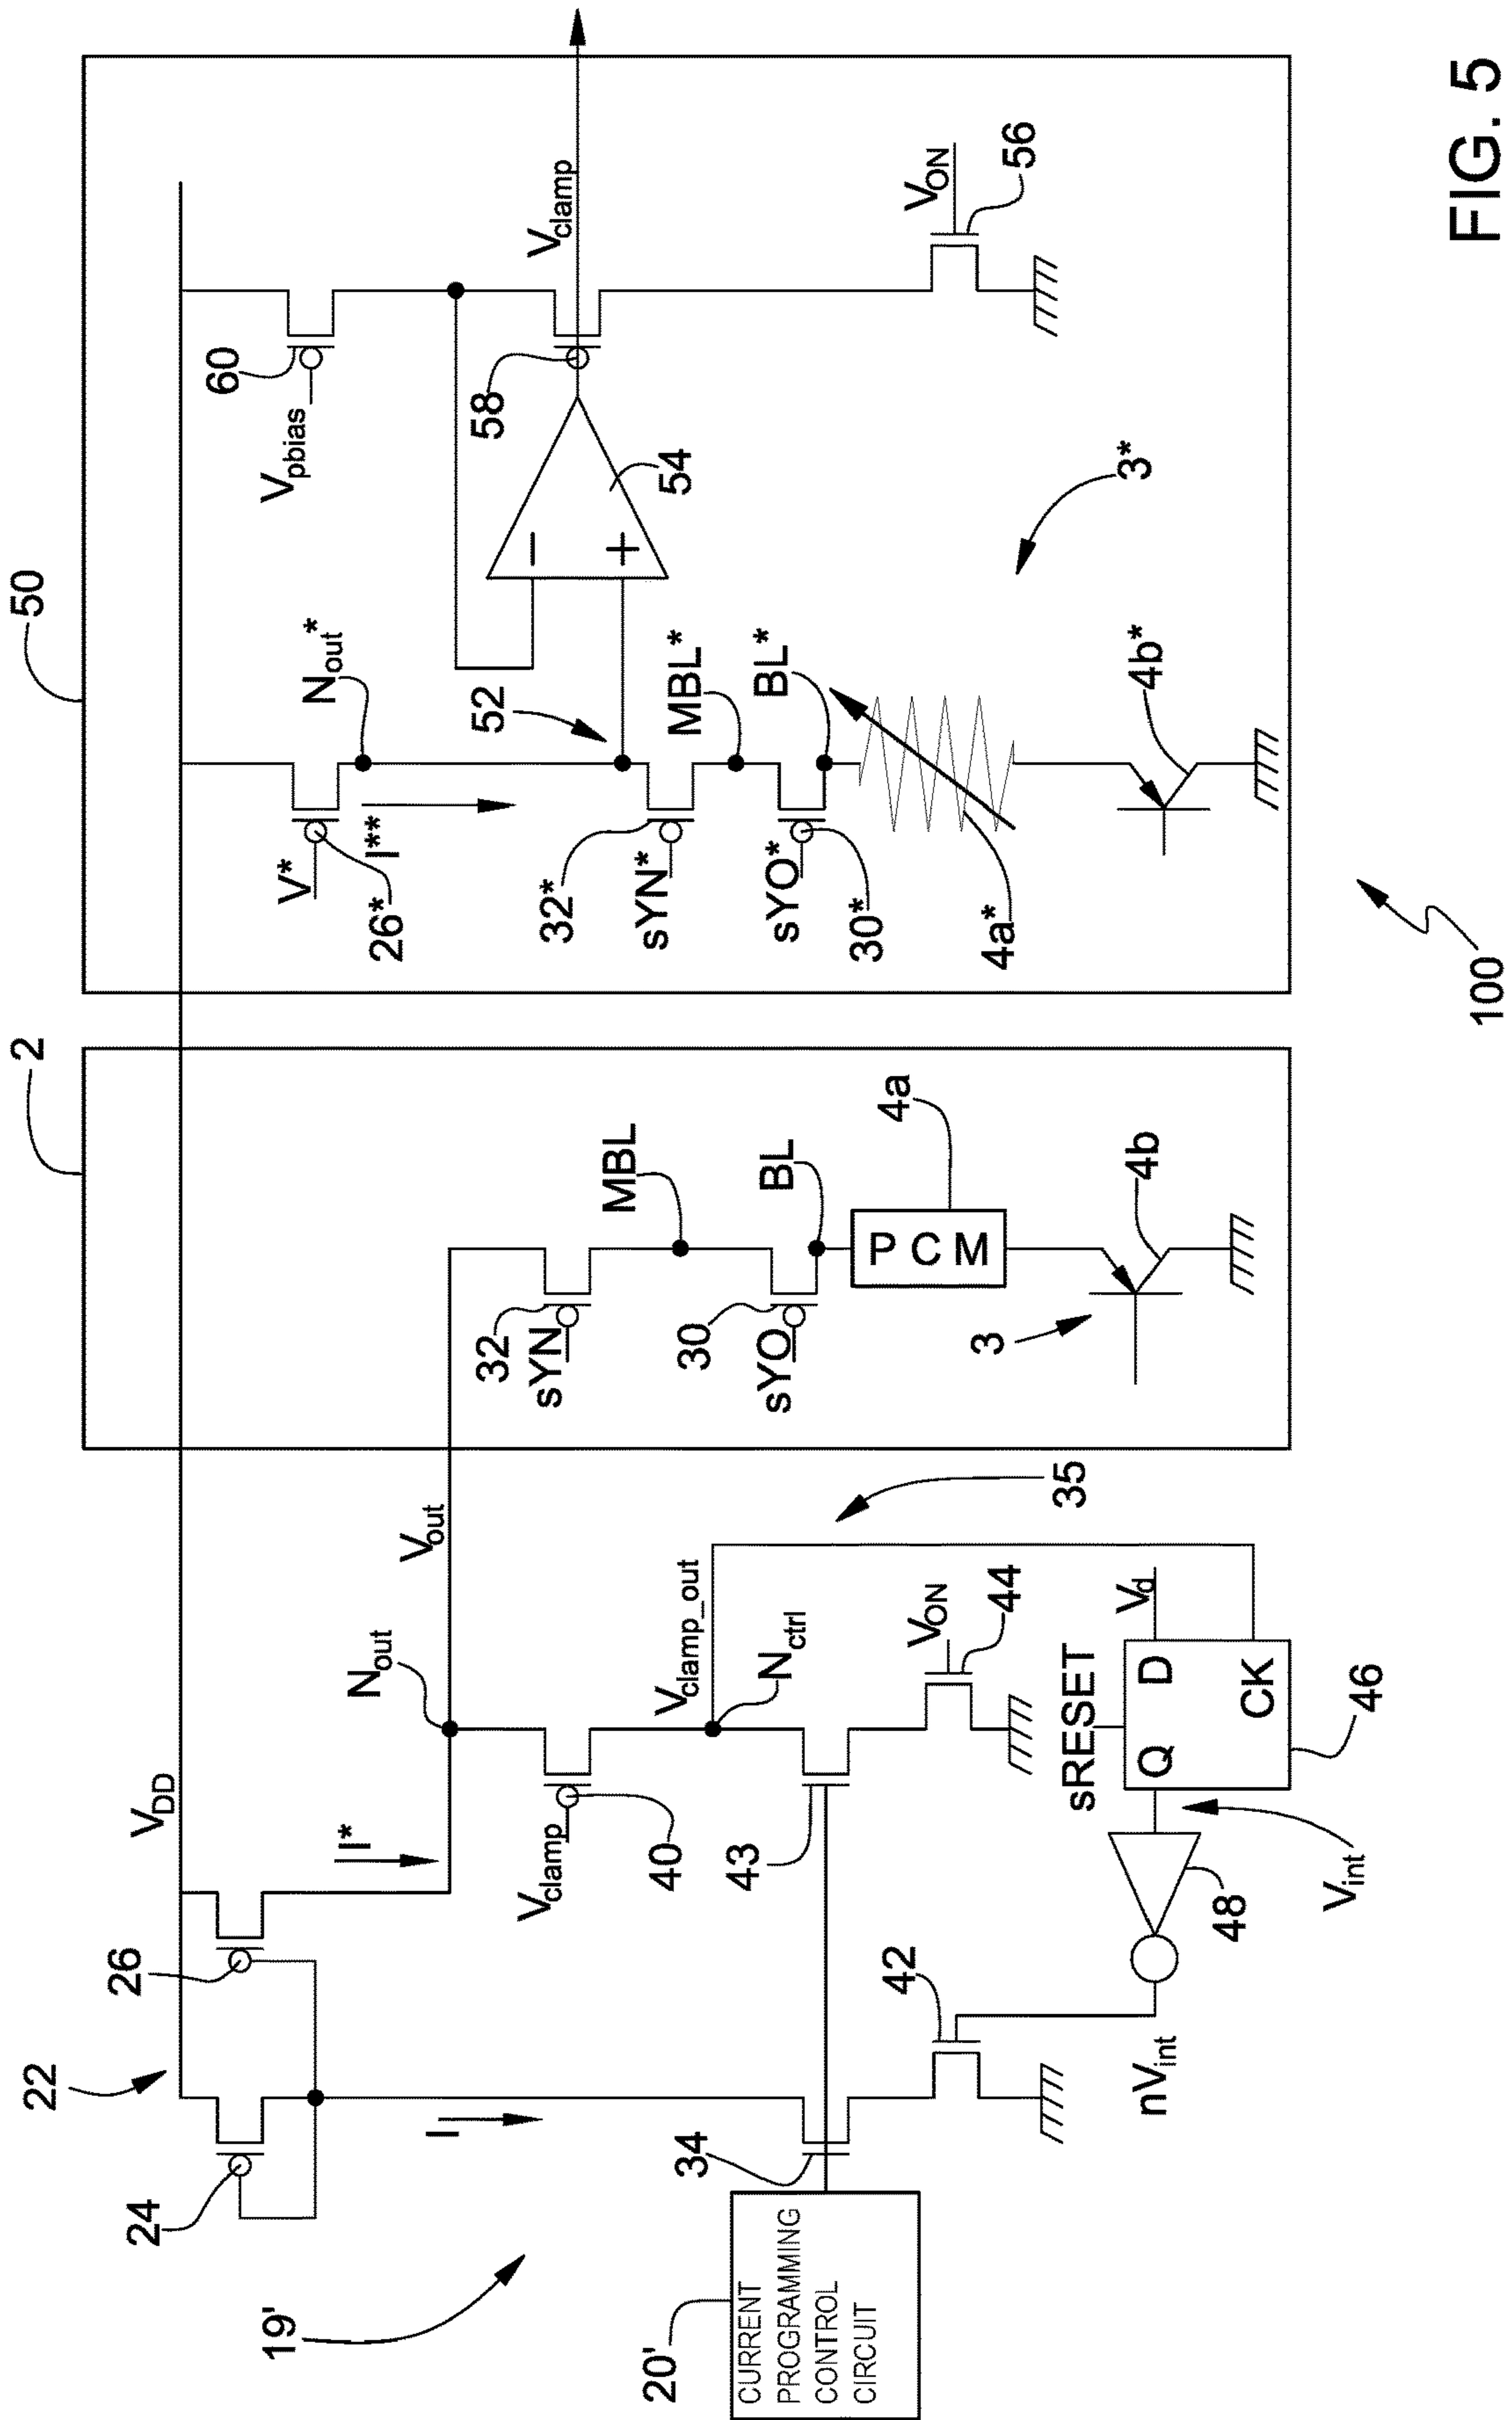 22
24
26
V_DD
I
I*
N_out
V_out
V_clamp
40
V_clamp_out
N_ctrl
34
43
35
19'
20'
CURRENT
PROGRAMMING
CONTROL
CIRCUIT
42
V_ON
44
nV_int
48
V_int
sRESET
Q D
CK
V_d
46
2
32
sYN
MBL
30
sYO
BL
PCM
4a
3
4b
50
V*
26*
I**
N_out*
52
32*
sYN*
MBL*
sYO*
30*
BL*
4a*
4b*
3*
−
+
54
58
60
V_pbias
V_clamp
V_ON
56
100
FIG. 5